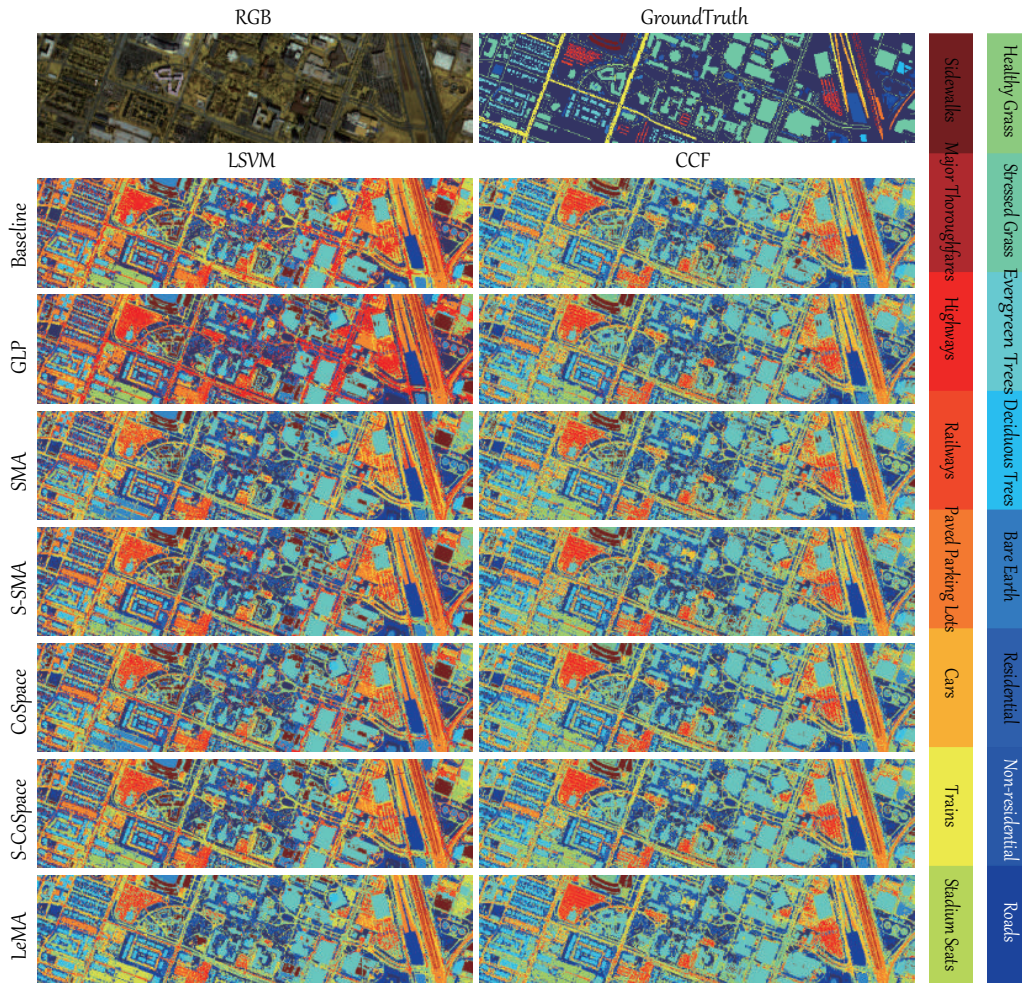 RGB
GroundTruth
LSVM
CCF
Baseline
GLP
SMA
S-SMA
CoSpace
S-CoSpace
LeMA
Sidewalks
Major Thoroughfares
Highways
Railways
Paved Parking Lots
Cars
Trains
Stadium Seats
Healthy Grass
Stressed Grass
Evergreen Trees
Deciduous Trees
Bare Earth
Residential
Non-residential
Roads